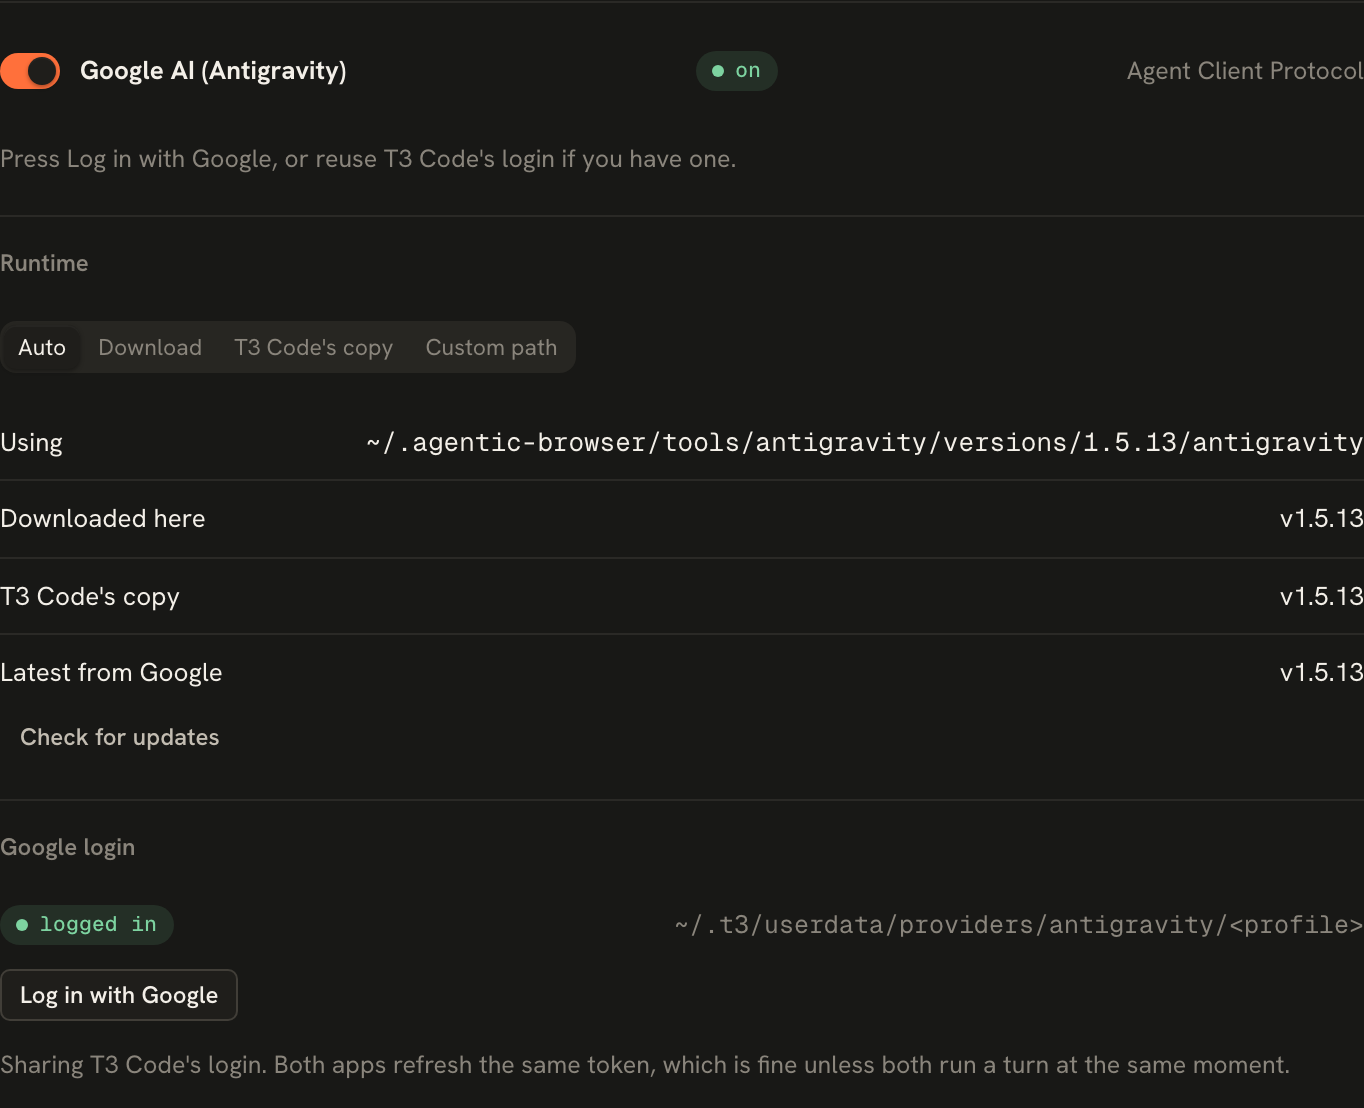 Google AI (Antigravity)
on
Agent Client Protocol
Press Log in with Google, or reuse T3 Code's login if you have one.
Runtime
Auto
Download
T3 Code's copy
Custom path
Using
~/.agentic-browser/tools/antigravity/versions/1.5.13/antigravity
Downloaded here
v1.5.13
T3 Code's copy
v1.5.13
Latest from Google
v1.5.13
Check for updates
Google login
logged in
~/.t3/userdata/providers/antigravity/<profile>
Log in with Google
Sharing T3 Code's login. Both apps refresh the same token, which is fine unless both run a turn at the same moment.